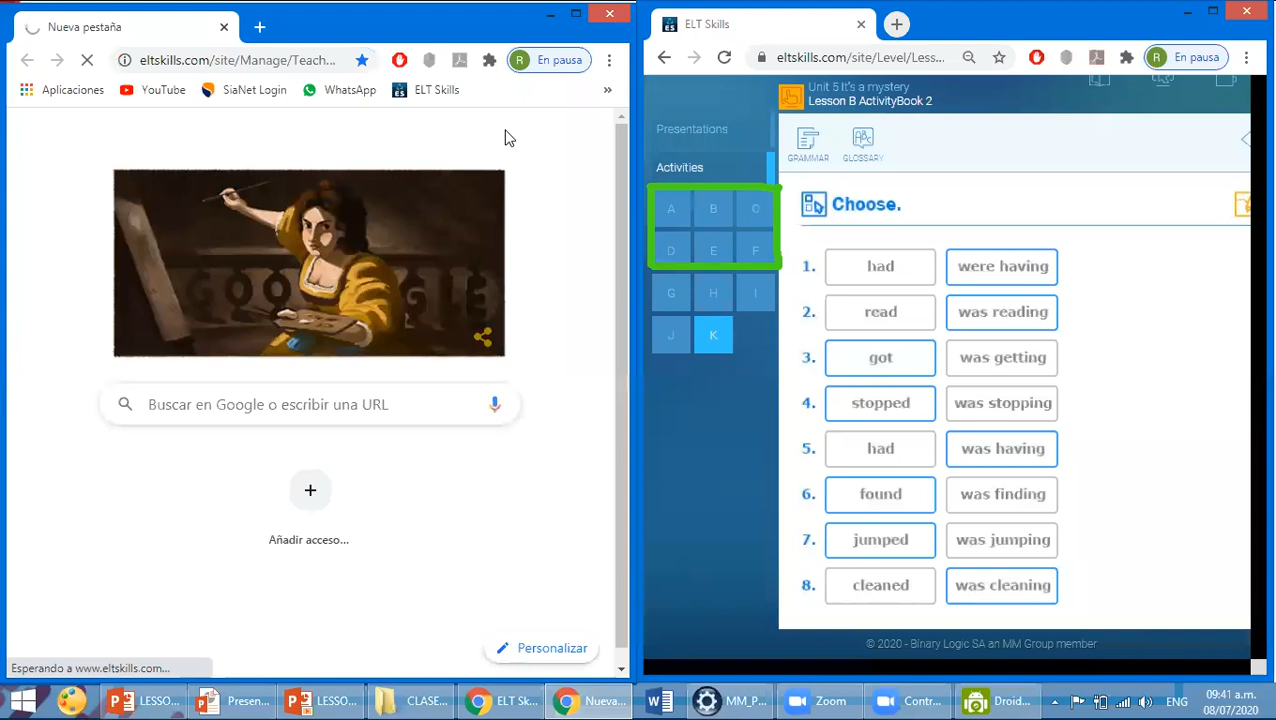 Nueva pestaña
eltskills.com/site/Manage/Teach...
R En pausa
Aplicaciones YouTube SiaNet Login WhatsApp ES ELT Skills »
GOOGLE
Buscar en Google o escribir una URL
Añadir acceso...
Personalizar
Esperando a www.eltskills.com...
ES ELT Skills
eltskills.com/site/Level/Less...
R En pausa
Unit 5 It's a mystery
Lesson B ActivityBook 2
Presentations
Activities
A B C
D E F
G H I
J K
GRAMMAR GLOSSARY
Choose.
1. had were having
2. read was reading
3. got was getting
4. stopped was stopping
5. had was having
6. found was finding
7. jumped was jumping
8. cleaned was cleaning
© 2020 - Binary Logic SA an MM Group member
LESSO... Presen... LESSO... CLASE... ELT Sk... Nueva... MM_P... Zoom Contr... Droid... ENG
09:41 a.m.
08/07/2020